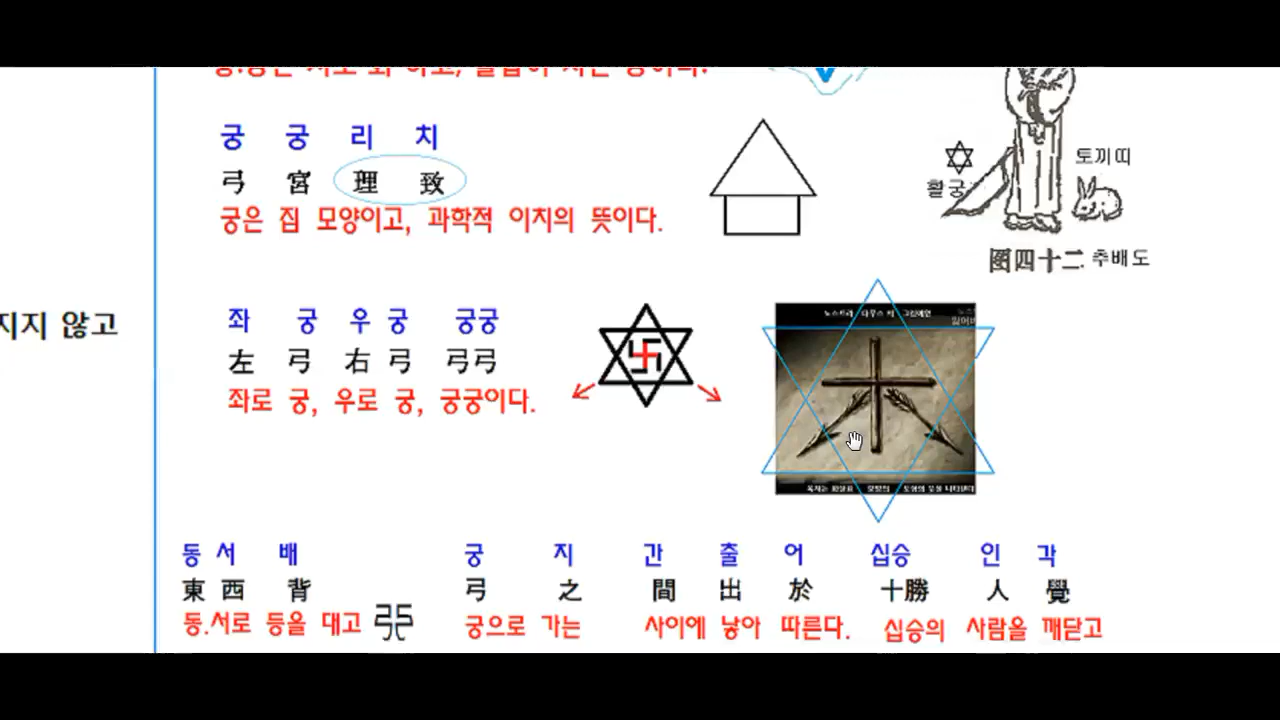 궁 궁 리 치
弓 宮 理 致
궁은 집 모양이고, 과학적 이치의 뜻이다.
활궁
토끼띠
圖四十二 추배도
지지 않고
좌 궁 우 궁 궁궁
左 弓 右 弓 弓弓
좌로 궁, 우로 궁, 궁궁이다.
卐
동 서 배 궁 지 간 출 어 십승 인 각
東 西 背 弓 之 間 出 於 十勝 人 覺
동.서로 등을 대고 궁으로 가는 사이에 낳아 따른다. 십승의 사람을 깨닫고